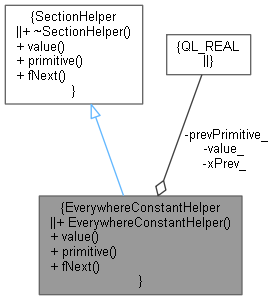 {SectionHelper
||+ ~SectionHelper()
+ value()
+ primitive()
+ fNext()
}
{QL_REAL
||}
-prevPrimitive_
-value_
-xPrev_
{EverywhereConstantHelper
||+ EverywhereConstantHelper()
+ value()
+ primitive()
+ fNext()
}